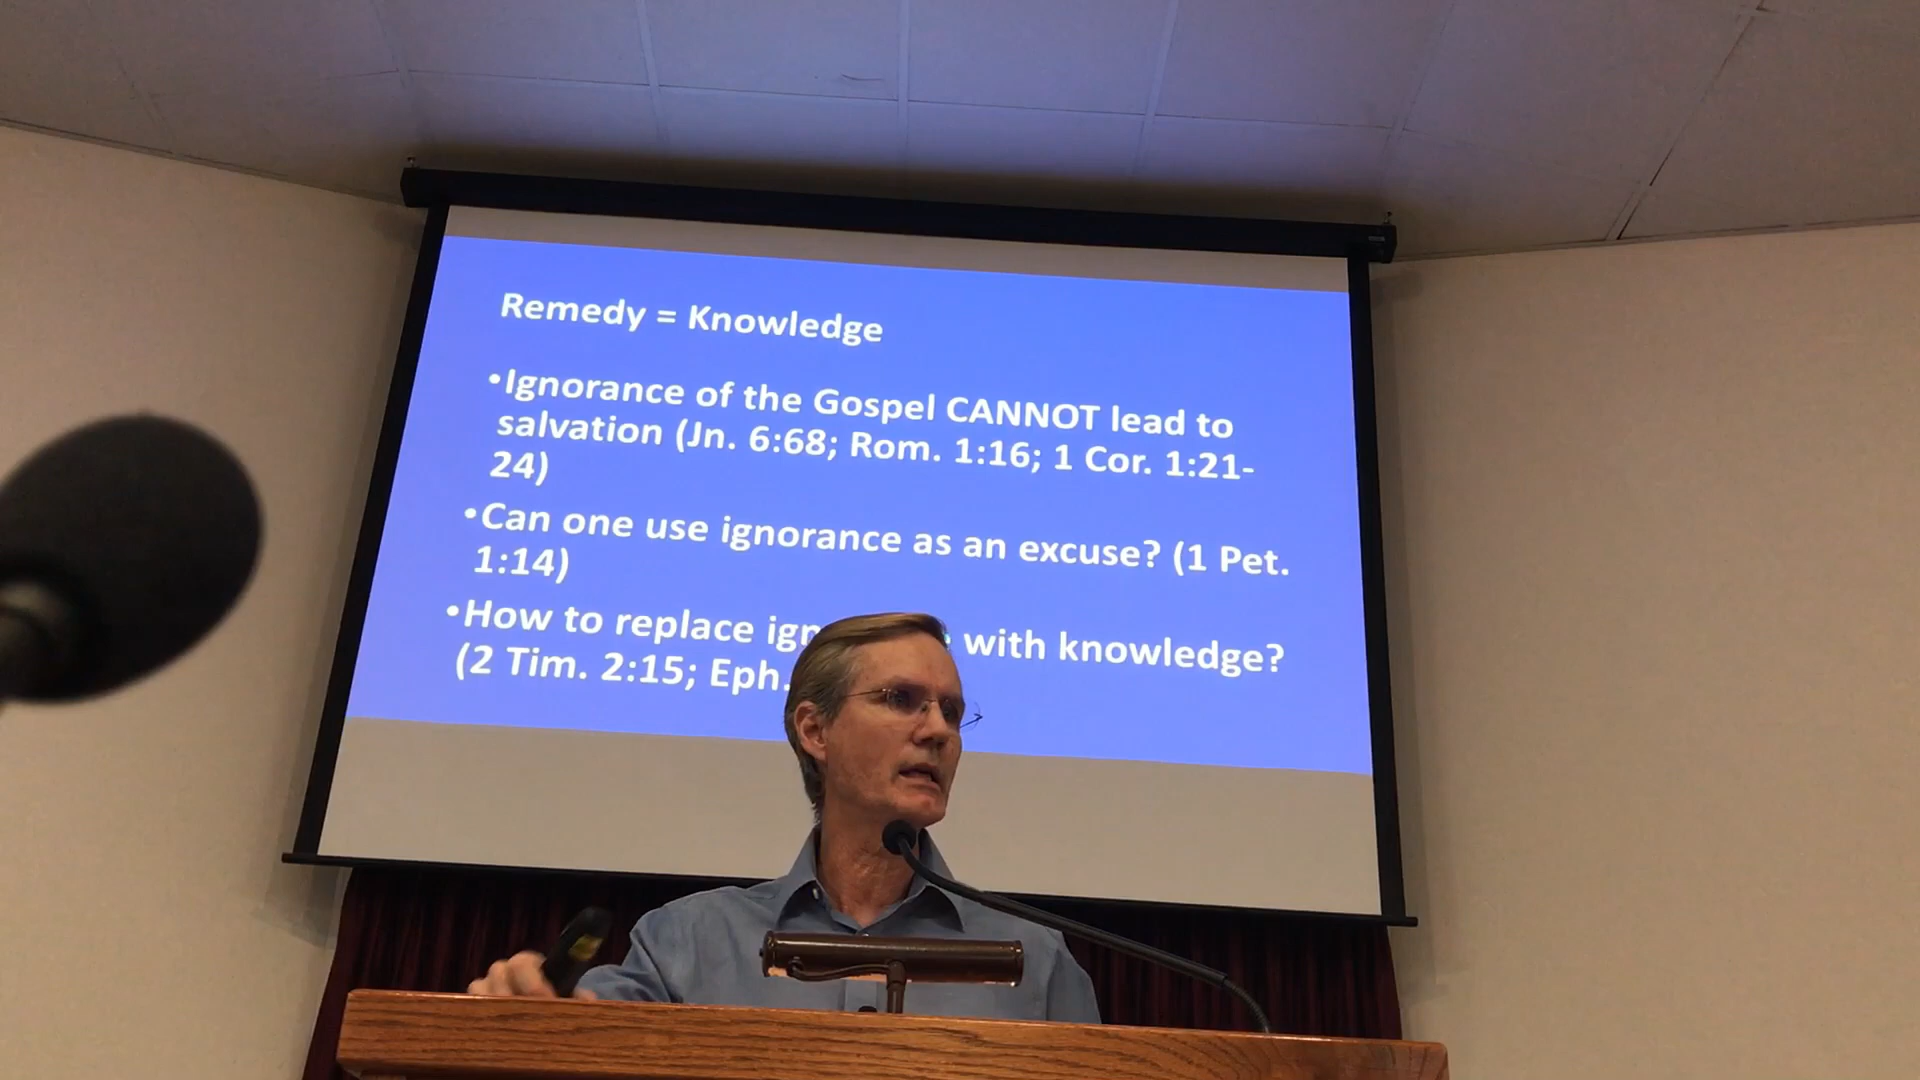 Remedy = Knowledge
•Ignorance of the Gospel CANNOT lead to
salvation (Jn. 6:68; Rom. 1:16; 1 Cor. 1:21-
24)
•Can one use ignorance as an excuse? (1 Pet.
1:14)
•How to replace with knowledge?
(2 Tim. 2:15; Eph.